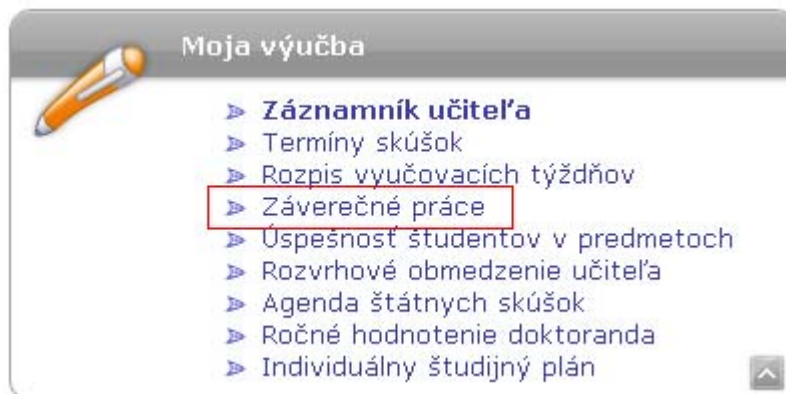 Moja výučba
Záznamník učiteľa
Termíny skúšok
Rozpis vyučovacích týždňov
Záverečné práce
Úspešnosť študentov v predmetoch
Rozvrhové obmedzenie učiteľa
Agenda štátnych skúšok
Ročné hodnotenie doktoranda
Individuálny študijný plán